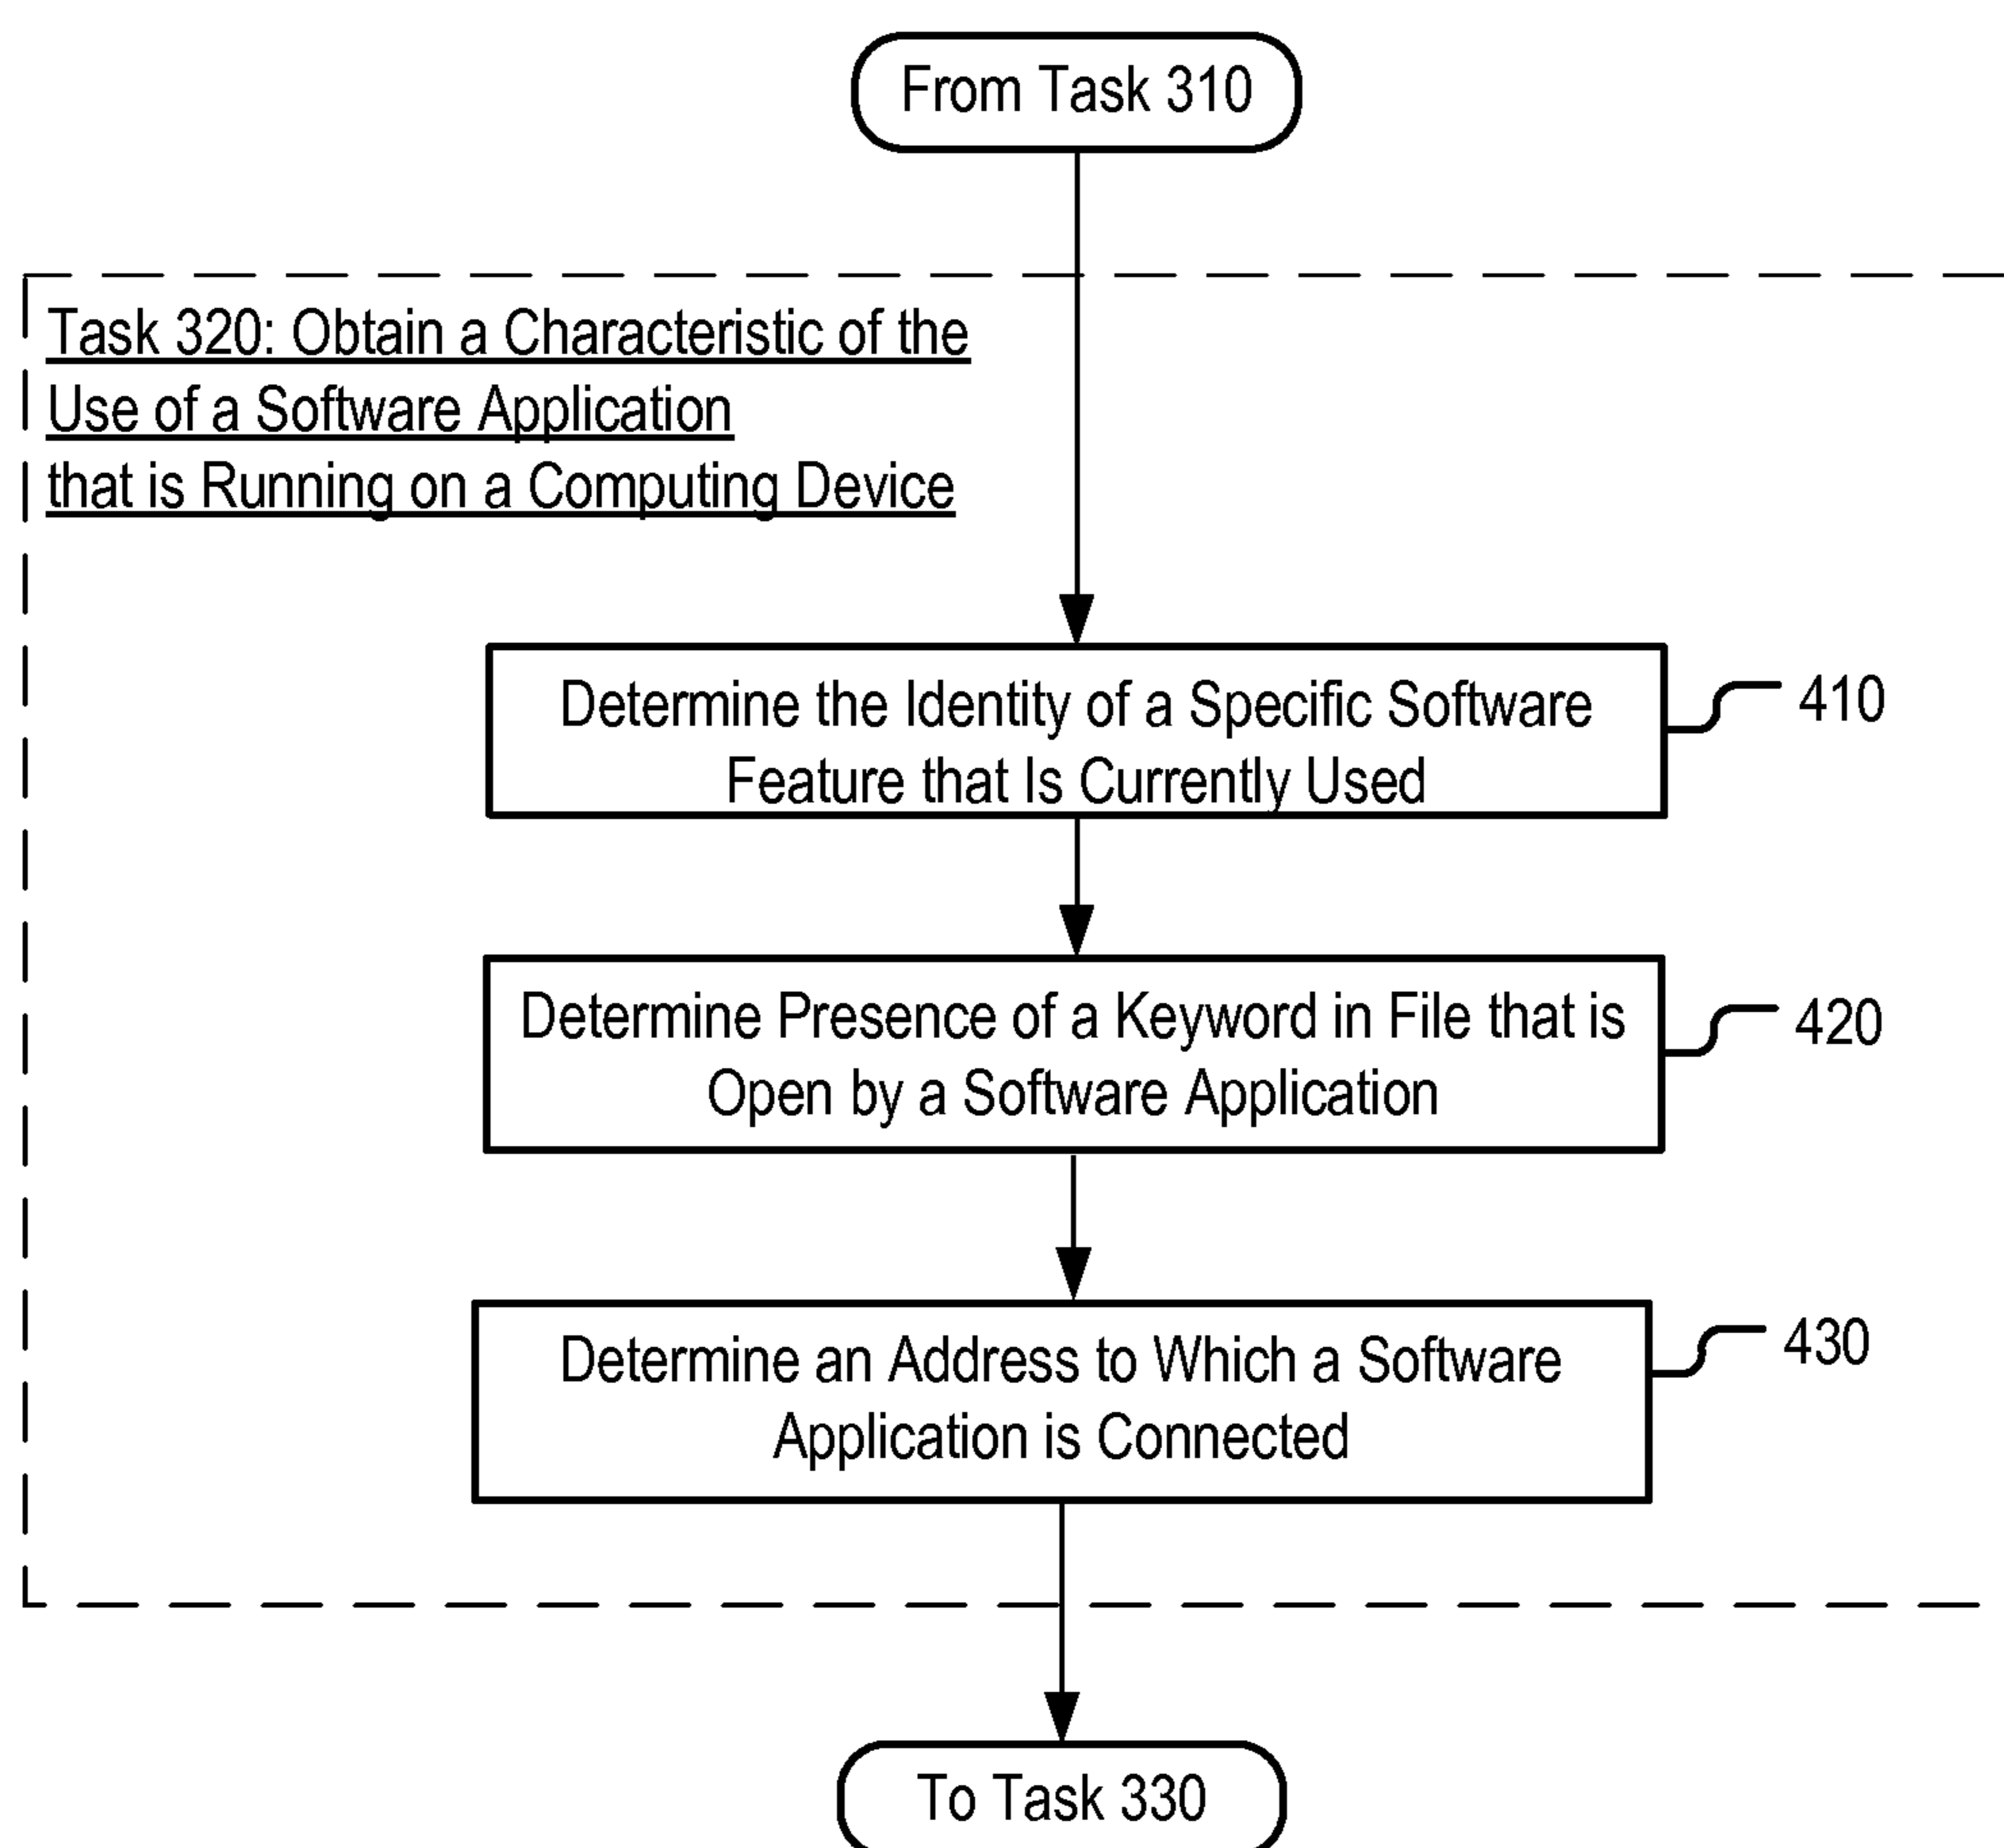 From Task 310
Task 320: Obtain a Characteristic of the
Use of a Software Application
that is Running on a Computing Device
Determine the Identity of a Specific Software
Feature that Is Currently Used
410
Determine Presence of a Keyword in File that is
Open by a Software Application
420
Determine an Address to Which a Software
Application is Connected
430
To Task 330